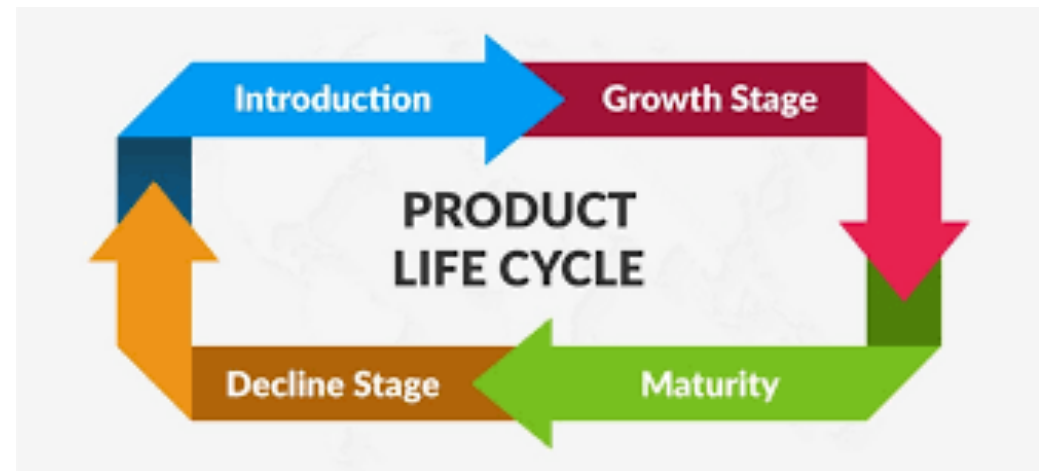 Introduction
Growth Stage
PRODUCT
LIFE CYCLE
Decline Stage
Maturity